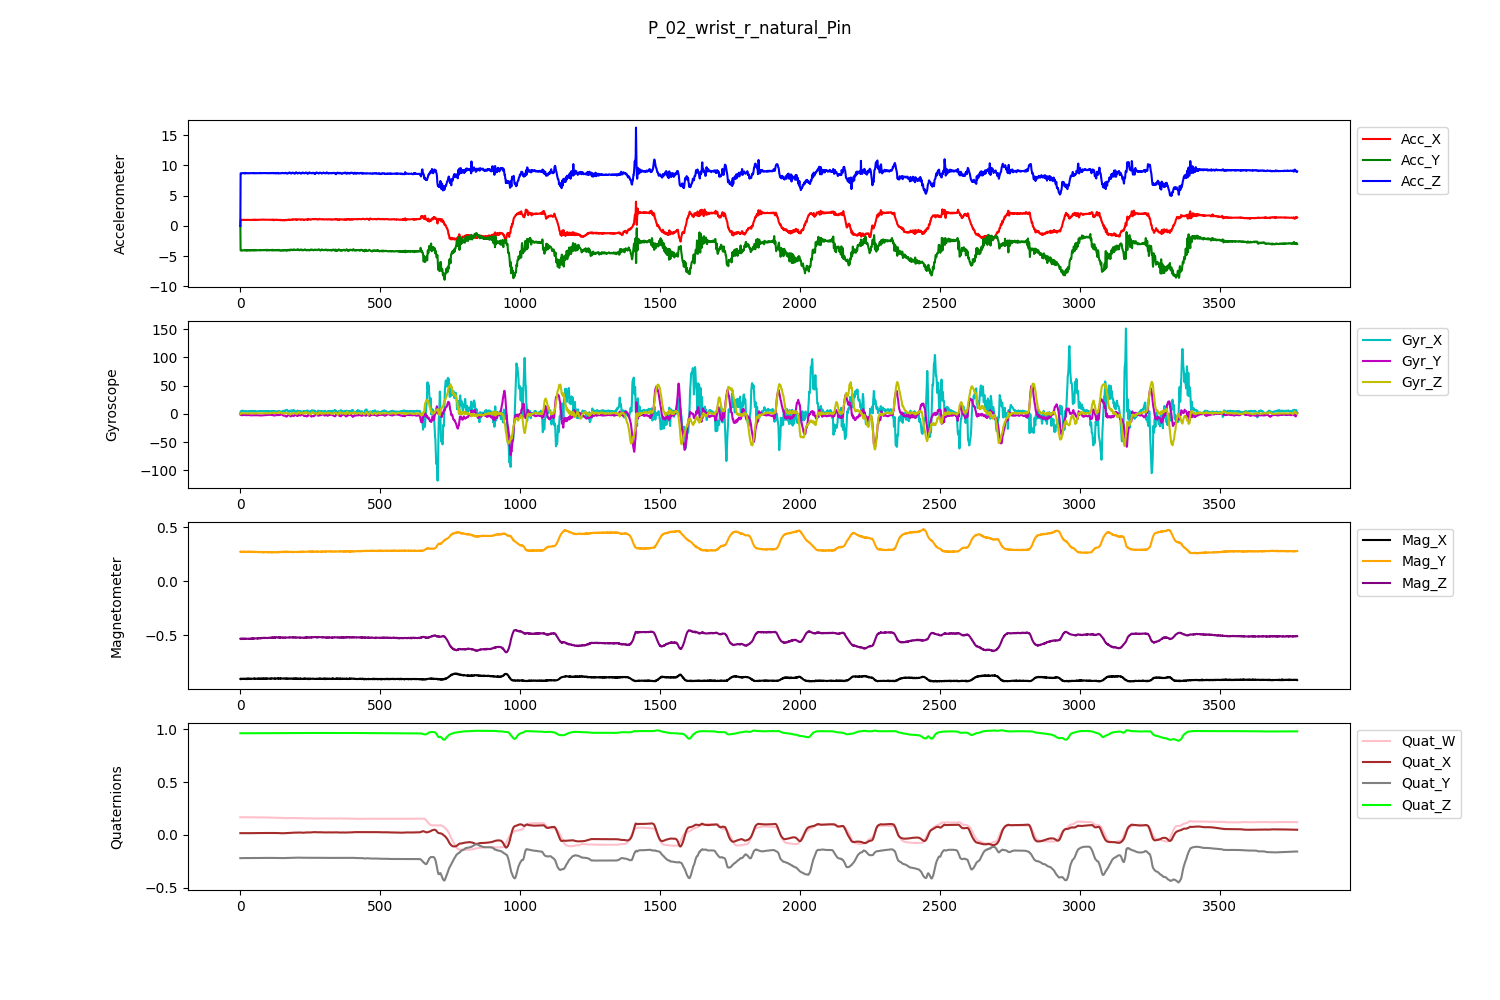 P_02_wrist_r_natural_Pin
Accelerometer
15
10
5
0
−5
−10
0 500 1000 1500 2000 2500 3000 3500
Acc_X
Acc_Y
Acc_Z
Gyroscope
150
100
50
0
−50
−100
0 500 1000 1500 2000 2500 3000 3500
Gyr_X
Gyr_Y
Gyr_Z
Magnetometer
0.5
0.0
−0.5
0 500 1000 1500 2000 2500 3000 3500
Mag_X
Mag_Y
Mag_Z
Quaternions
1.0
0.5
0.0
−0.5
0 500 1000 1500 2000 2500 3000 3500
Quat_W
Quat_X
Quat_Y
Quat_Z